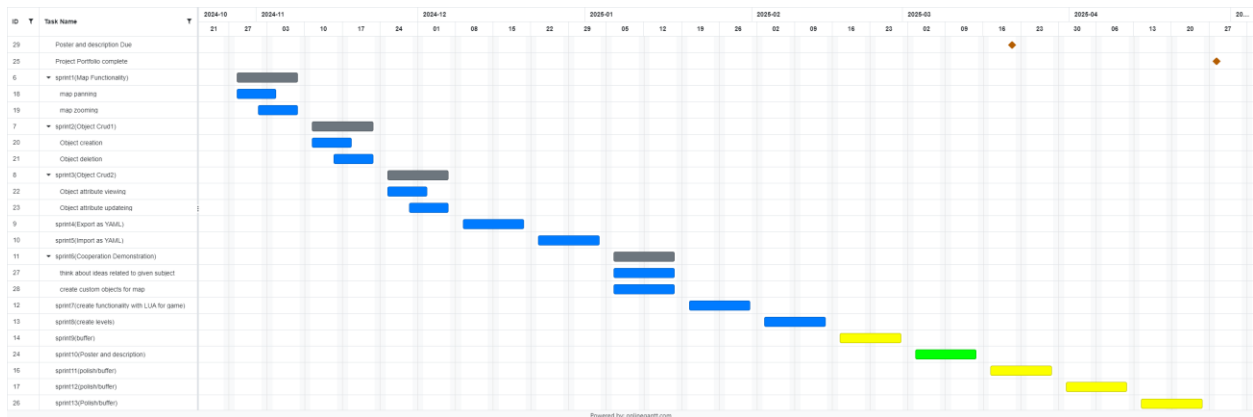 ID Task Name 2024-10 2024-11 2024-12 2025-01 2025-02 2025-03 2025-04 20...
21 27 03 10 17 24 01 08 15 22 29 05 12 19 26 02 09 16 23 02 09 16 23 30 06 13 20 27
29 Poster and description Due
25 Project Portfolio complete
6 sprint1(Map Functionality)
18 map panning
19 map zooming
7 sprint2(Object Crud1)
20 Object creation
21 Object deletion
8 sprint3(Object Crud2)
22 Object attribute viewing
23 Object attribute updateing
9 sprint4(Export as YAML)
10 sprint5(Import as YAML)
11 sprint6(Cooperation Demonstration)
27 think about ideas related to given subject
28 create custom objects for map
12 sprint7(create functionality with LUA for game)
13 sprint8(create levels)
14 sprint9(buffer)
24 sprint10(Poster and description)
16 sprint11(polish/buffer)
17 sprint12(polish/buffer)
26 sprint13(Polish/buffer)
Powered by: onlinegantt.com